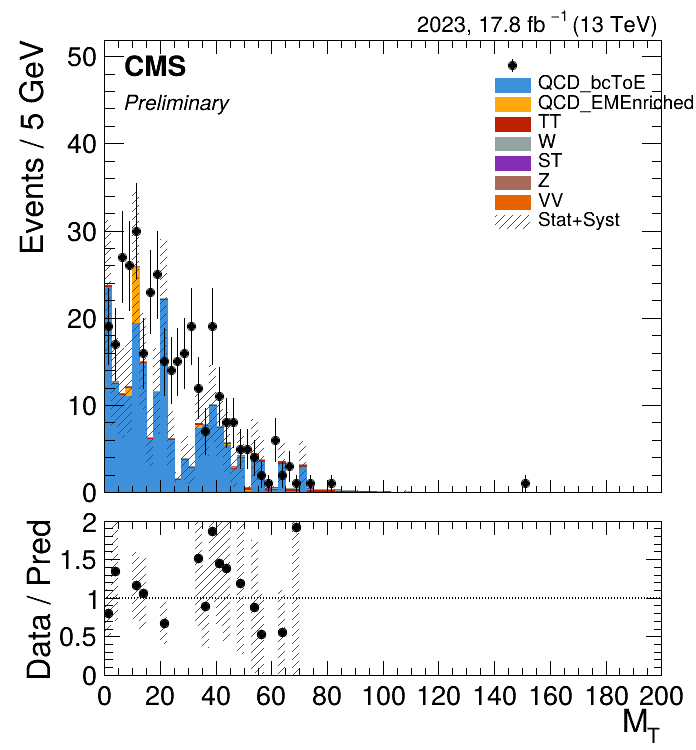 2023, 17.8 fb⁻¹ (13 TeV)
CMS
Preliminary
QCD_bcToE
QCD_EMEnriched
TT
W
ST
Z
VV
Stat+Syst
Events / 5 GeV
50
40
30
20
10
0
Data / Pred
2
1.5
1
0.5
0
0 20 40 60 80 100 120 140 160 180 200
M_T